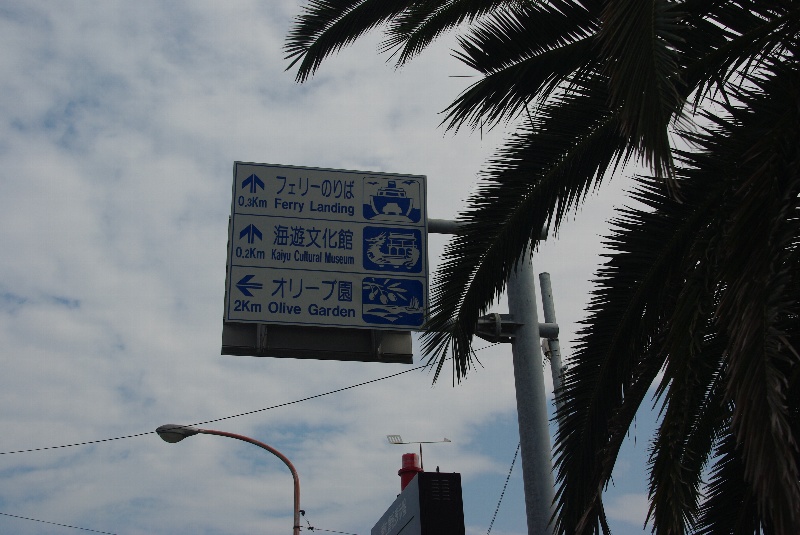 フェリーのりば
0.3Km Ferry Landing
海遊文化館
0.2Km Kaiyu Cultural Museum
オリーブ園
2Km Olive Garden